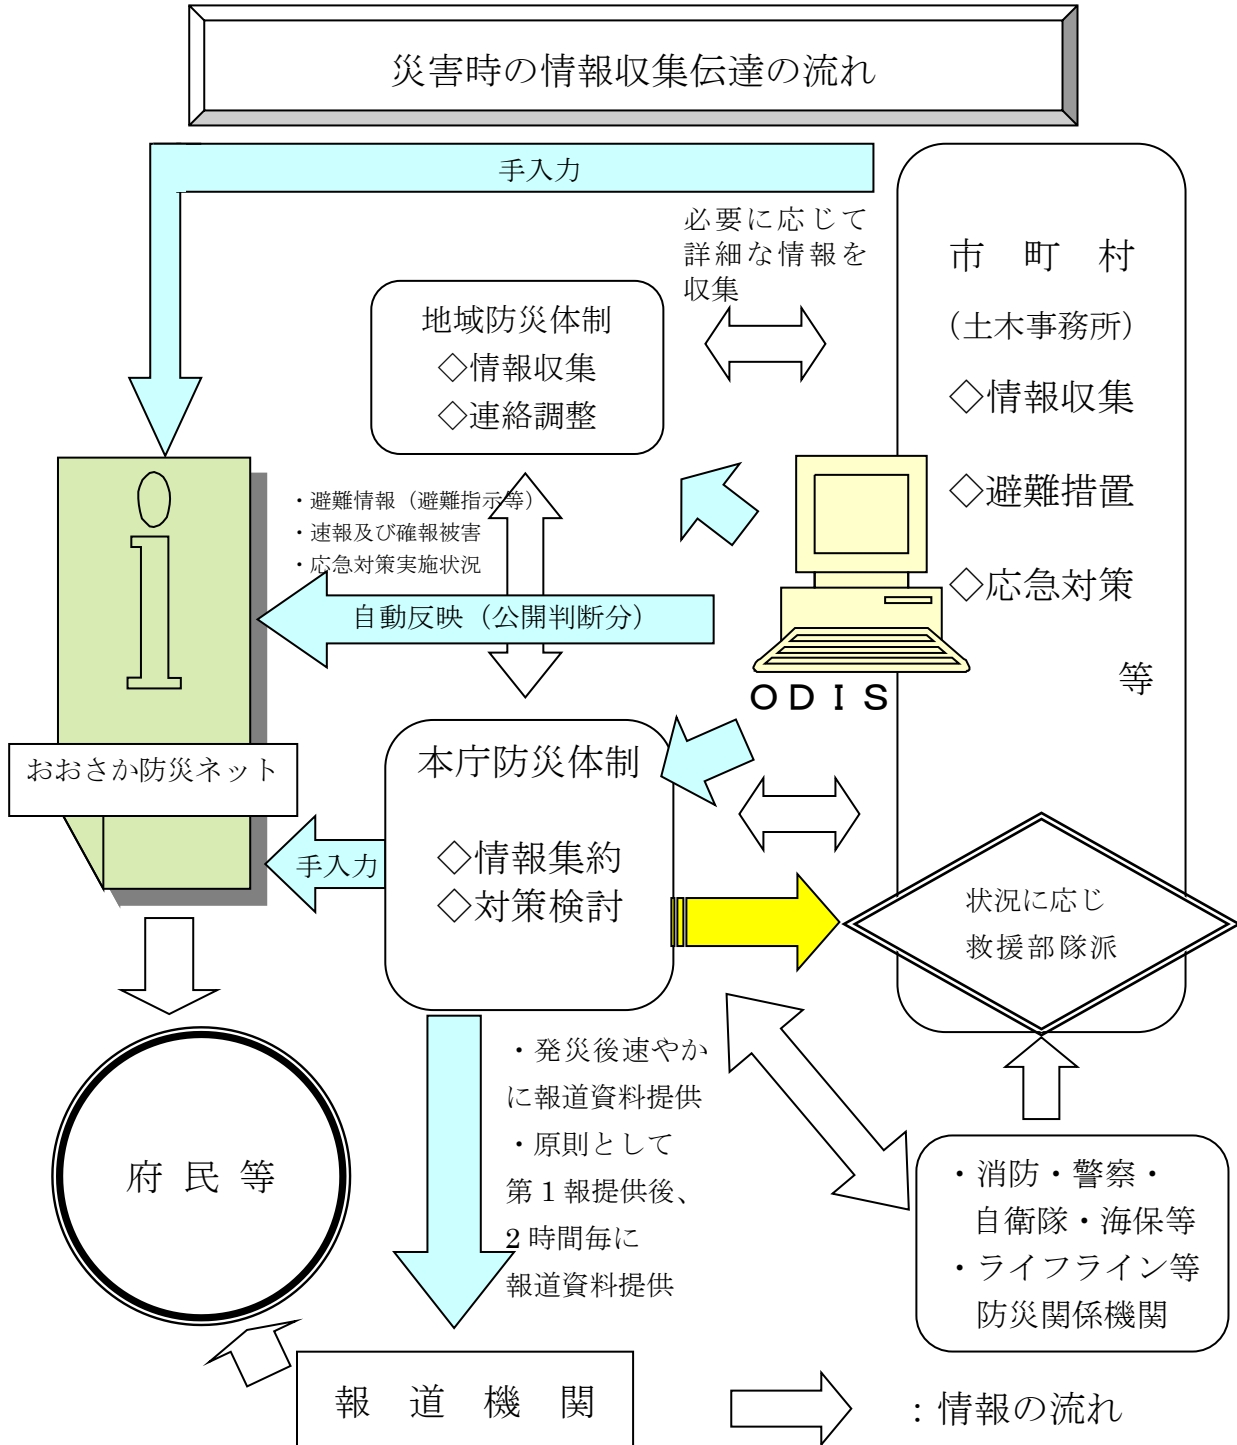 災害時の情報収集伝達の流れ
手入力
必要に応じて
詳細な情報を
収集
市町村
（土木事務所）
◇情報収集
◇避難措置
◇応急対策
等
地域防災体制
◇情報収集
◇連絡調整
・避難情報（避難指示等）
・速報及び確報被害
・応急対策実施状況
自動反映（公開判断分）
i
ＯＤＩＳ
おおさか防災ネット
本庁防災体制
◇情報集約
◇対策検討
手入力
状況に応じ
救援部隊派
・発災後速やか
に報道資料提供
・原則として
第1報提供後、
2時間毎に
報道資料提供
府民等
・消防・警察・
自衛隊・海保等
・ライフライン等
防災関係機関
報道機関
：情報の流れ